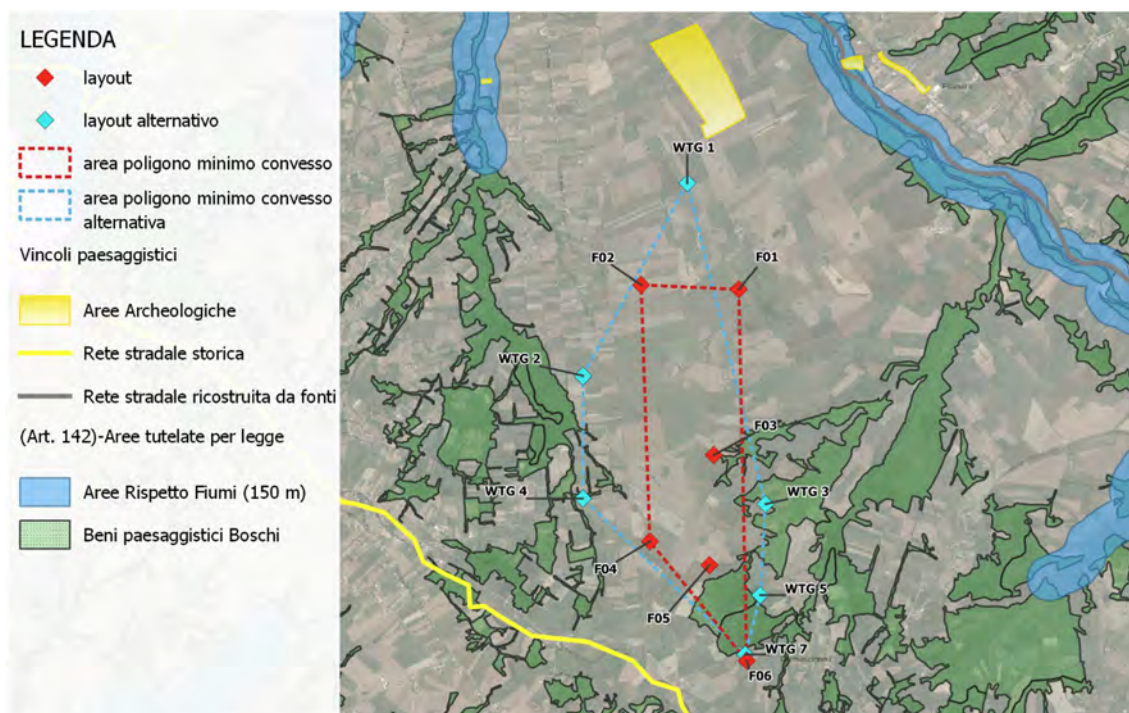 LEGENDA
layout
layout alternativo
area poligono minimo convesso
area poligono minimo convesso
alternativa
Vincoli paesaggistici
Aree Archeologiche
Rete stradale storica
Rete stradale ricostruita da fonti
(Art. 142)-Aree tutelate per legge
Aree Rispetto Fiumi (150 m)
Beni paesaggistici Boschi
WTG 1
F02
F01
WTG 2
F03
WTG 4
WTG 3
F04
F05
WTG 5
WTG 7
F06